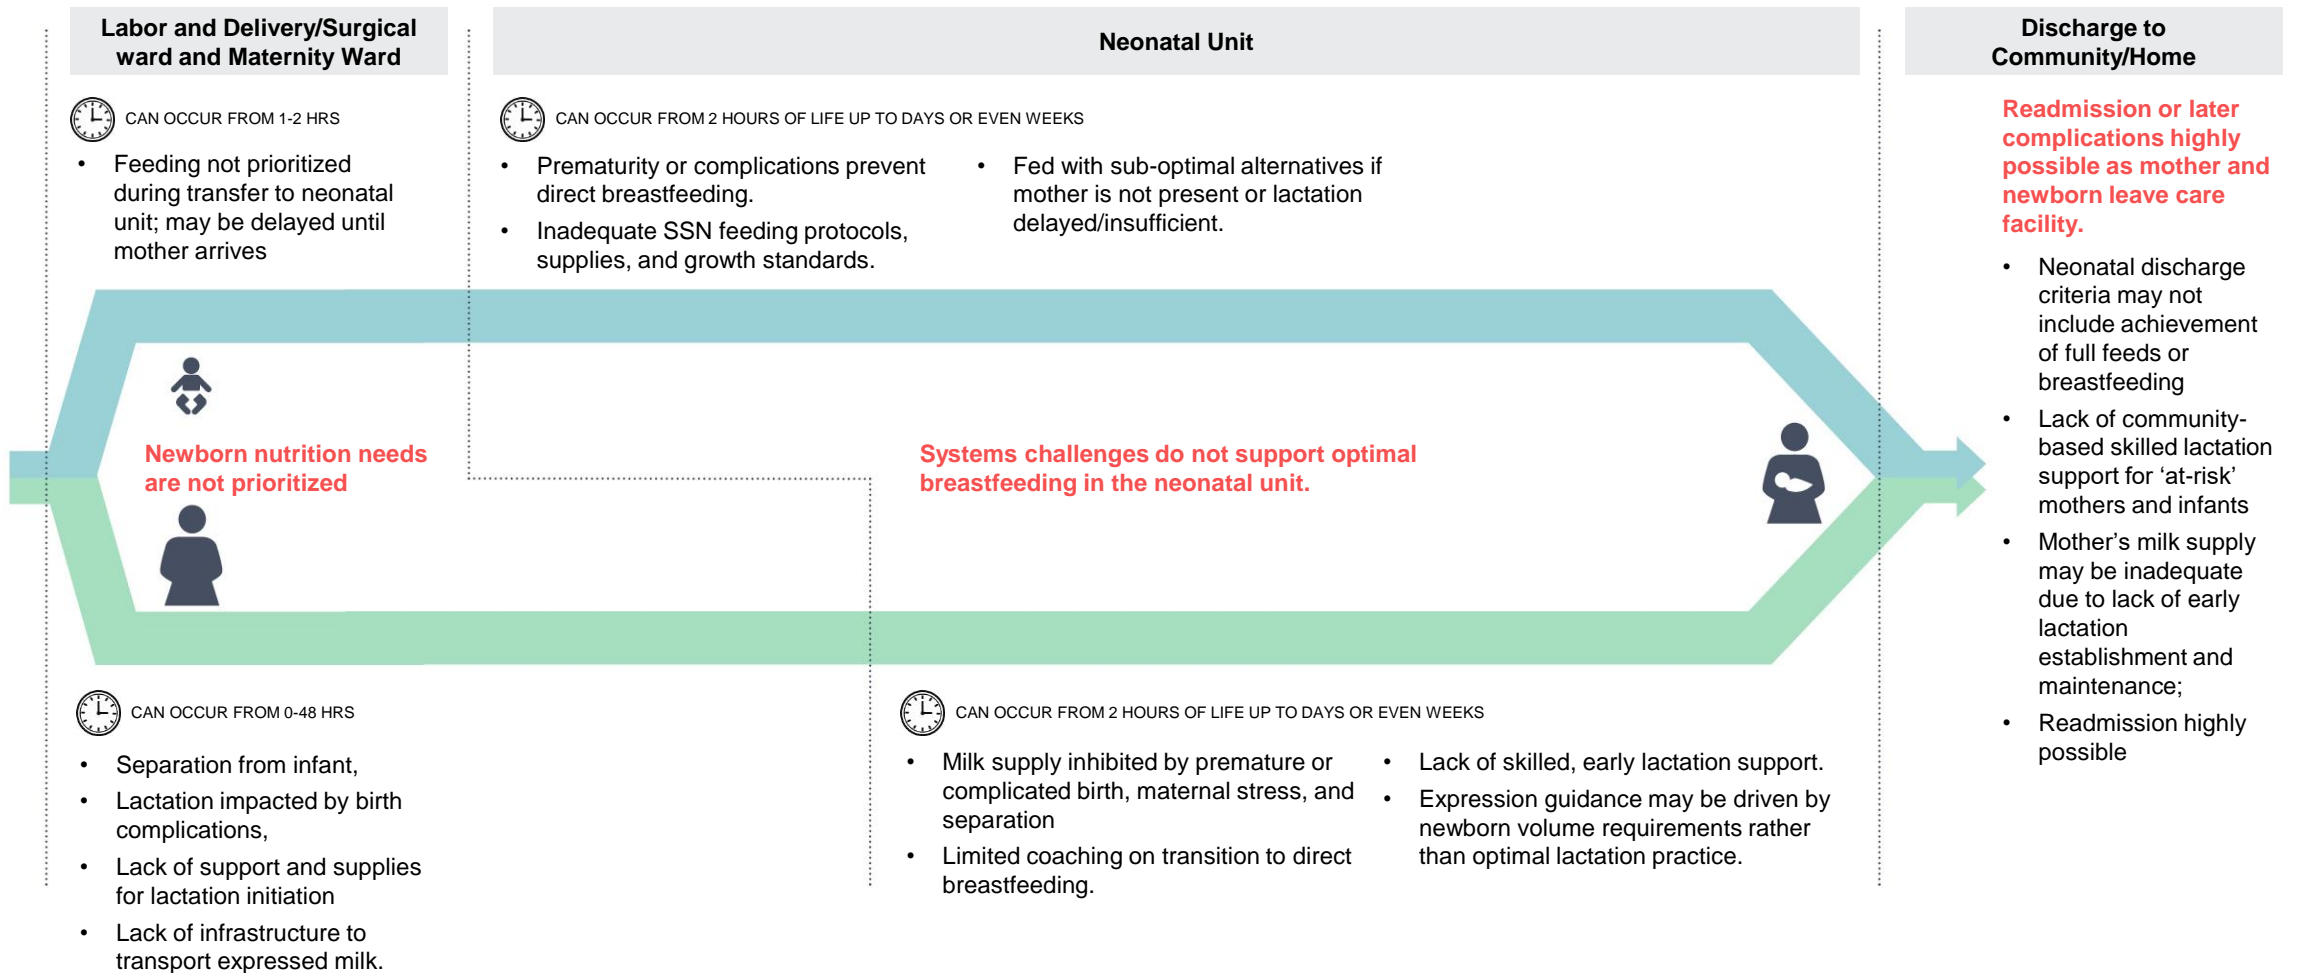 Labor and Delivery/Surgical
ward and Maternity Ward
CAN OCCUR FROM 1-2 HRS
• Feeding not prioritized
during transfer to neonatal
unit; may be delayed until
mother arrives
Newborn nutrition needs
are not prioritized
CAN OCCUR FROM 0-48 HRS
• Separation from infant,
• Lactation impacted by birth
complications,
• Lack of support and supplies
for lactation initiation
• Lack of infrastructure to
transport expressed milk.
Neonatal Unit
CAN OCCUR FROM 2 HOURS OF LIFE UP TO DAYS OR EVEN WEEKS
• Prematurity or complications prevent
direct breastfeeding.
• Inadequate SSN feeding protocols,
supplies, and growth standards.
• Fed with sub-optimal alternatives if
mother is not present or lactation
delayed/insufficient.
Systems challenges do not support optimal
breastfeeding in the neonatal unit.
CAN OCCUR FROM 2 HOURS OF LIFE UP TO DAYS OR EVEN WEEKS
• Milk supply inhibited by premature or
complicated birth, maternal stress, and
separation
• Limited coaching on transition to direct
breastfeeding.
• Lack of skilled, early lactation support.
• Expression guidance may be driven by
newborn volume requirements rather
than optimal lactation practice.
Discharge to
Community/Home
Readmission or later
complications highly
possible as mother and
newborn leave care
facility.
• Neonatal discharge
criteria may not
include achievement
of full feeds or
breastfeeding
• Lack of community-
based skilled lactation
support for ‘at-risk’
mothers and infants
• Mother’s milk supply
may be inadequate
due to lack of early
lactation
establishment and
maintenance;
• Readmission highly
possible